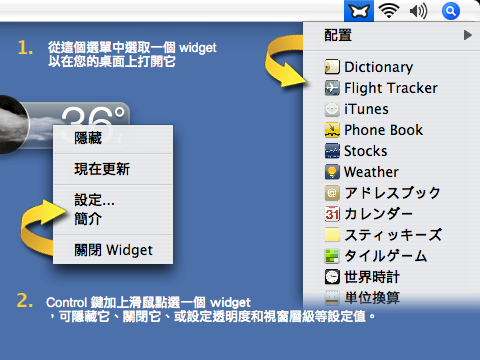 配置
1. 從這個選單中選取一個 widget
以在您的桌面上打開它
Dictionary
Flight Tracker
iTunes
Phone Book
Stocks
Weather
アドレスブック
31 カレンダー
スティッキーズ
タイルゲーム
世界時計
単位換算
36°
隱藏
現在更新
設定...
簡介
關閉 Widget
2. Control 鍵加上滑鼠點選一個 widget
，可隱藏它、關閉它、或設定透明度和視窗層級等設定值。